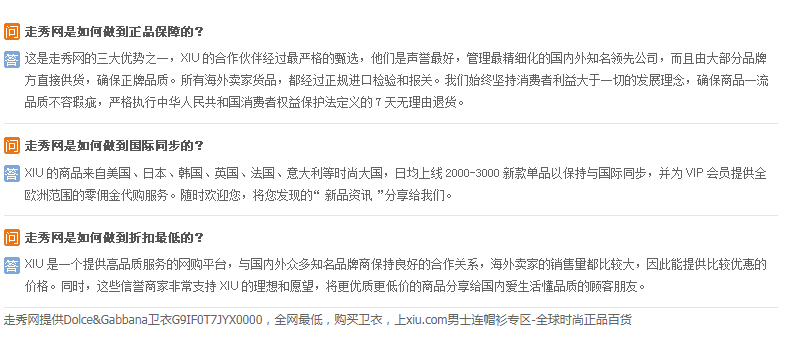 问 走秀网是如何做到正品保障的？
答 这是走秀网的三大优势之一，XIU 的合作伙伴经过最严格的甄选，他们是声誉最好，管理最精细化的国内外知名领先公司，而且由大部分品牌
方直接供货，确保正牌品质。所有海外卖家货品，都经过正规进口检验和报关。我们始终坚持消费者利益大于一切的发展理念，确保商品一流
品质不容瑕疵，严格执行中华人民共和国消费者权益保护法定义的 7 天无理由退货。
问 走秀网是如何做到国际同步的？
答 XIU 的商品来自美国、日本、韩国、英国、法国、意大利等时尚大国，日均上线 2000-3000 新款单品以保持与国际同步，并为 VIP 会员提供全
欧洲范围的零佣金代购服务。随时欢迎您，将您发现的“ 新品资讯 ”分享给我们。
问 走秀网是如何做到折扣最低的？
答 XIU 是一个提供高品质服务的网购平台，与国内外众多知名品牌商保持良好的合作关系，海外卖家的销售量都比较大，因此能提供比较优惠的
价格。同时，这些信誉商家非常支持 XIU 的理想和愿望，将更优质更低价的商品分享给国内爱生活懂品质的顾客朋友。
走秀网提供Dolce&Gabbana卫衣G9IF0T7JYX0000，全网最低，购买卫衣，上xiu.com男士连帽衫专区-全球时尚正品百货